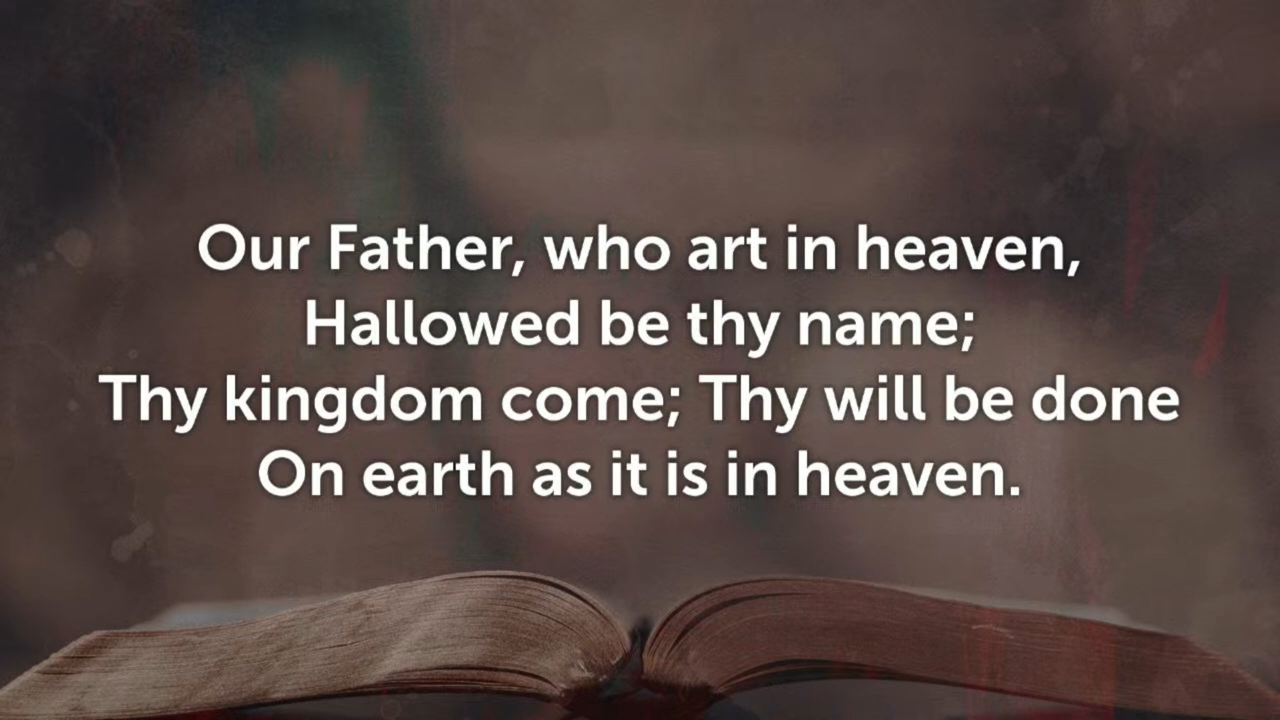 Our Father, who art in heaven,
Hallowed be thy name;
Thy kingdom come; Thy will be done
On earth as it is in heaven.